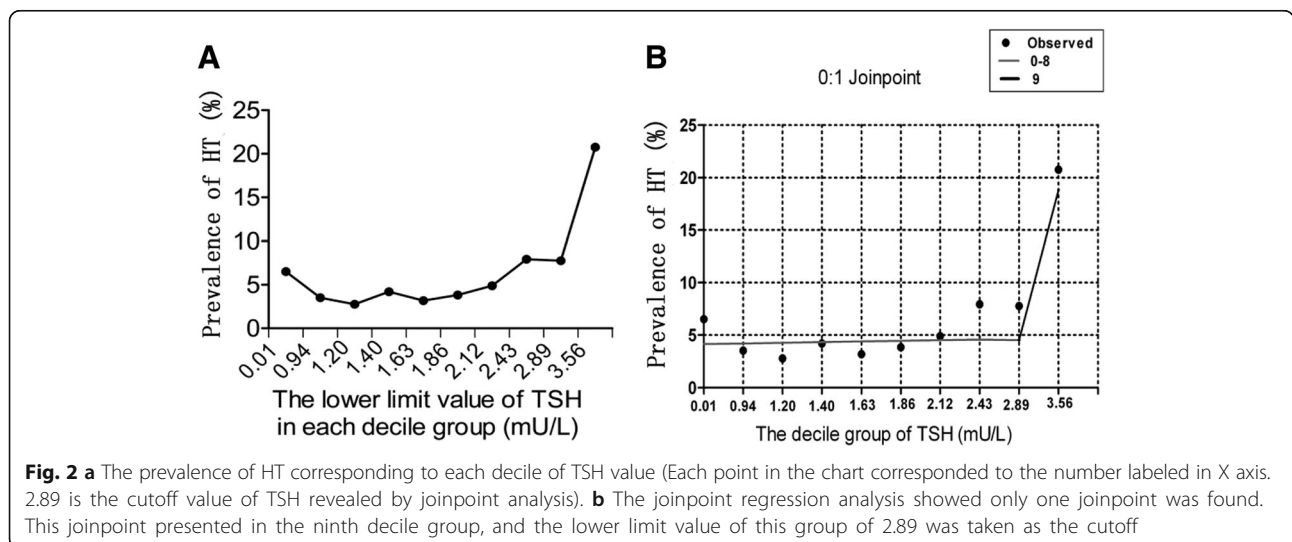 A
Prevalence of HT (%)
25
20
15
10
5
0
0.01
0.94
1.20
1.40
1.63
1.86
2.12
2.43
2.89
3.56
The lower limit value of TSH
in each decile group (mU/L)
B
0:1 Joinpoint
Observed
0-8
9
Prevalence of HT (%)
25
20
15
10
5
0
0.01
0.94
1.20
1.40
1.63
1.86
2.12
2.43
2.89
3.56
The decile group of TSH (mU/L)
Fig. 2 a The prevalence of HT corresponding to each decile of TSH value (Each point in the chart corresponded to the number labeled in X axis.
2.89 is the cutoff value of TSH revealed by joinpoint analysis). b The joinpoint regression analysis showed only one joinpoint was found.
This joinpoint presented in the ninth decile group, and the lower limit value of this group of 2.89 was taken as the cutoff